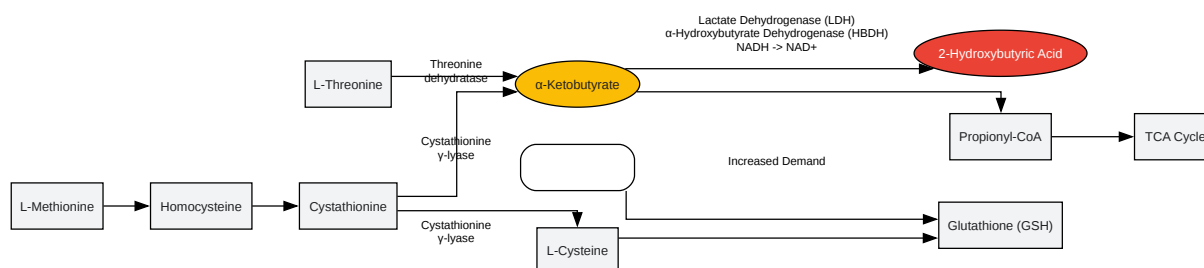 Lactate Dehydrogenase (LDH)
α-Hydroxybutyrate Dehydrogenase (HBDH)
NADH -> NAD+
2-Hydroxybutyric Acid
Threonine
dehydratase
L-Threonine
α-Ketobutyrate
Propionyl-CoA
TCA Cycle
Cystathionine
γ-lyase
Increased Demand
L-Methionine
Homocysteine
Cystathionine
Cystathionine
γ-lyase
L-Cysteine
Glutathione (GSH)